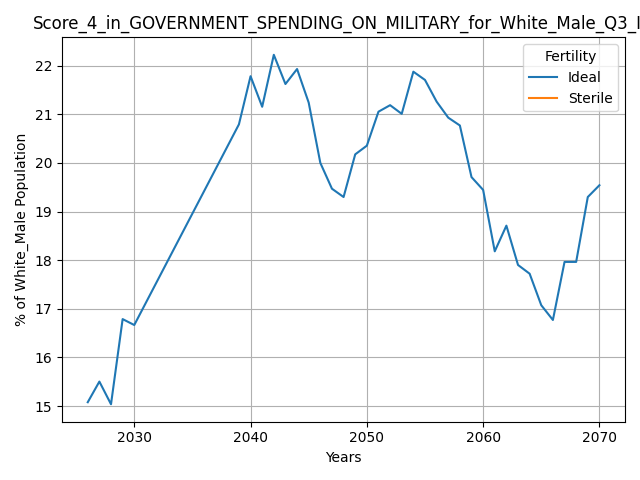 Score_4_in_GOVERNMENT_SPENDING_ON_MILITARY_for_White_Male_Q3_I
Fertility
Ideal
Sterile
% of White_Male Population
22
21
20
19
18
17
16
15
2030 2040 2050 2060 2070
Years